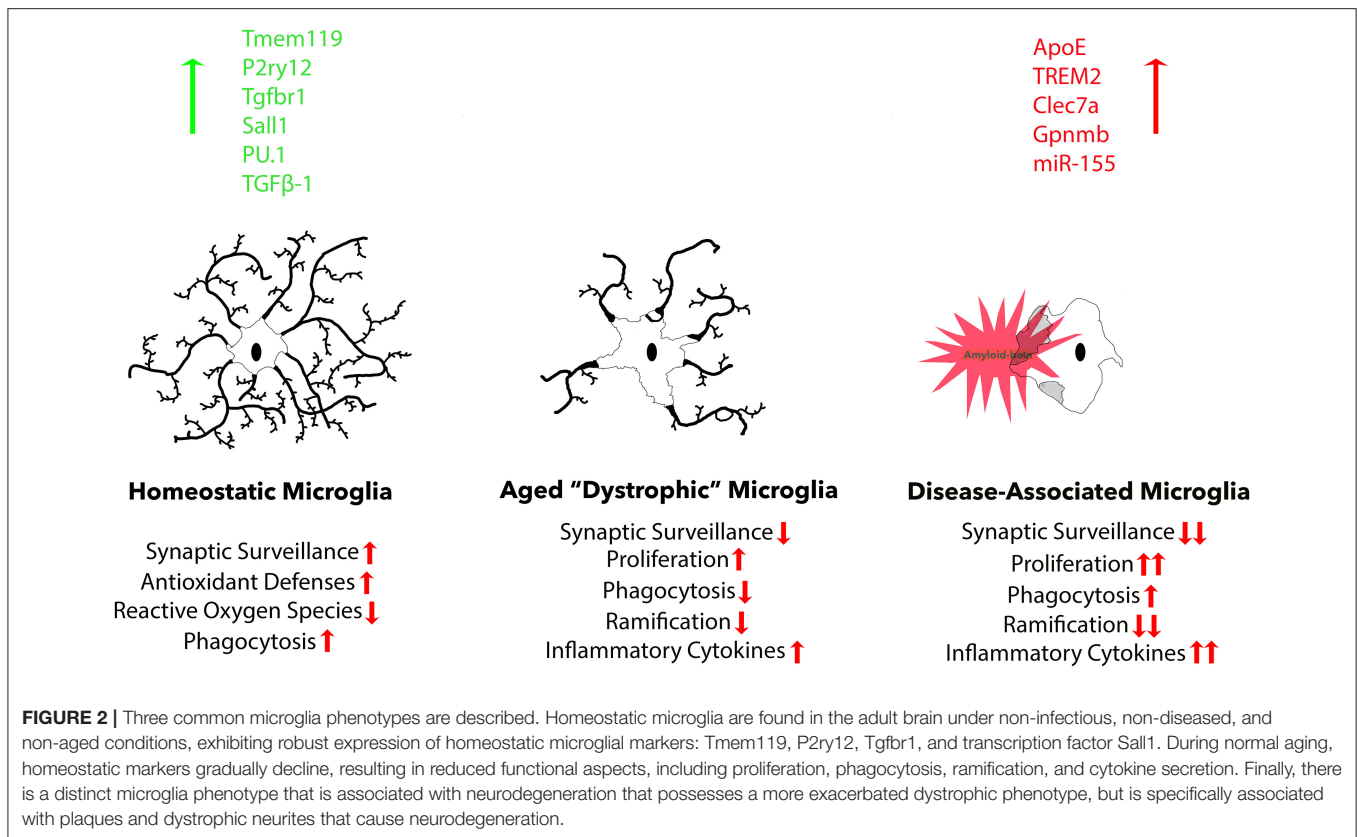 Tmem119
P2ry12
Tgfbr1
Sall1
PU.1
TGFβ-1
ApoE
TREM2
Clec7a
Gpnmb
miR-155
Amyloid-beta
Homeostatic Microglia
Synaptic Surveillance ↑
Antioxidant Defenses ↑
Reactive Oxygen Species ↓
Phagocytosis ↑
Aged “Dystrophic” Microglia
Synaptic Surveillance ↓
Proliferation ↑
Phagocytosis ↓
Ramification ↓
Inflammatory Cytokines ↑
Disease-Associated Microglia
Synaptic Surveillance ↓↓
Proliferation ↑↑
Phagocytosis ↑
Ramification ↓↓
Inflammatory Cytokines ↑↑
FIGURE 2 | Three common microglia phenotypes are described. Homeostatic microglia are found in the adult brain under non-infectious, non-diseased, and
non-aged conditions, exhibiting robust expression of homeostatic microglial markers: Tmem119, P2ry12, Tgfbr1, and transcription factor Sall1. During normal aging,
homeostatic markers gradually decline, resulting in reduced functional aspects, including proliferation, phagocytosis, ramification, and cytokine secretion. Finally, there
is a distinct microglia phenotype that is associated with neurodegeneration that possesses a more exacerbated dystrophic phenotype, but is specifically associated
with plaques and dystrophic neurites that cause neurodegeneration.